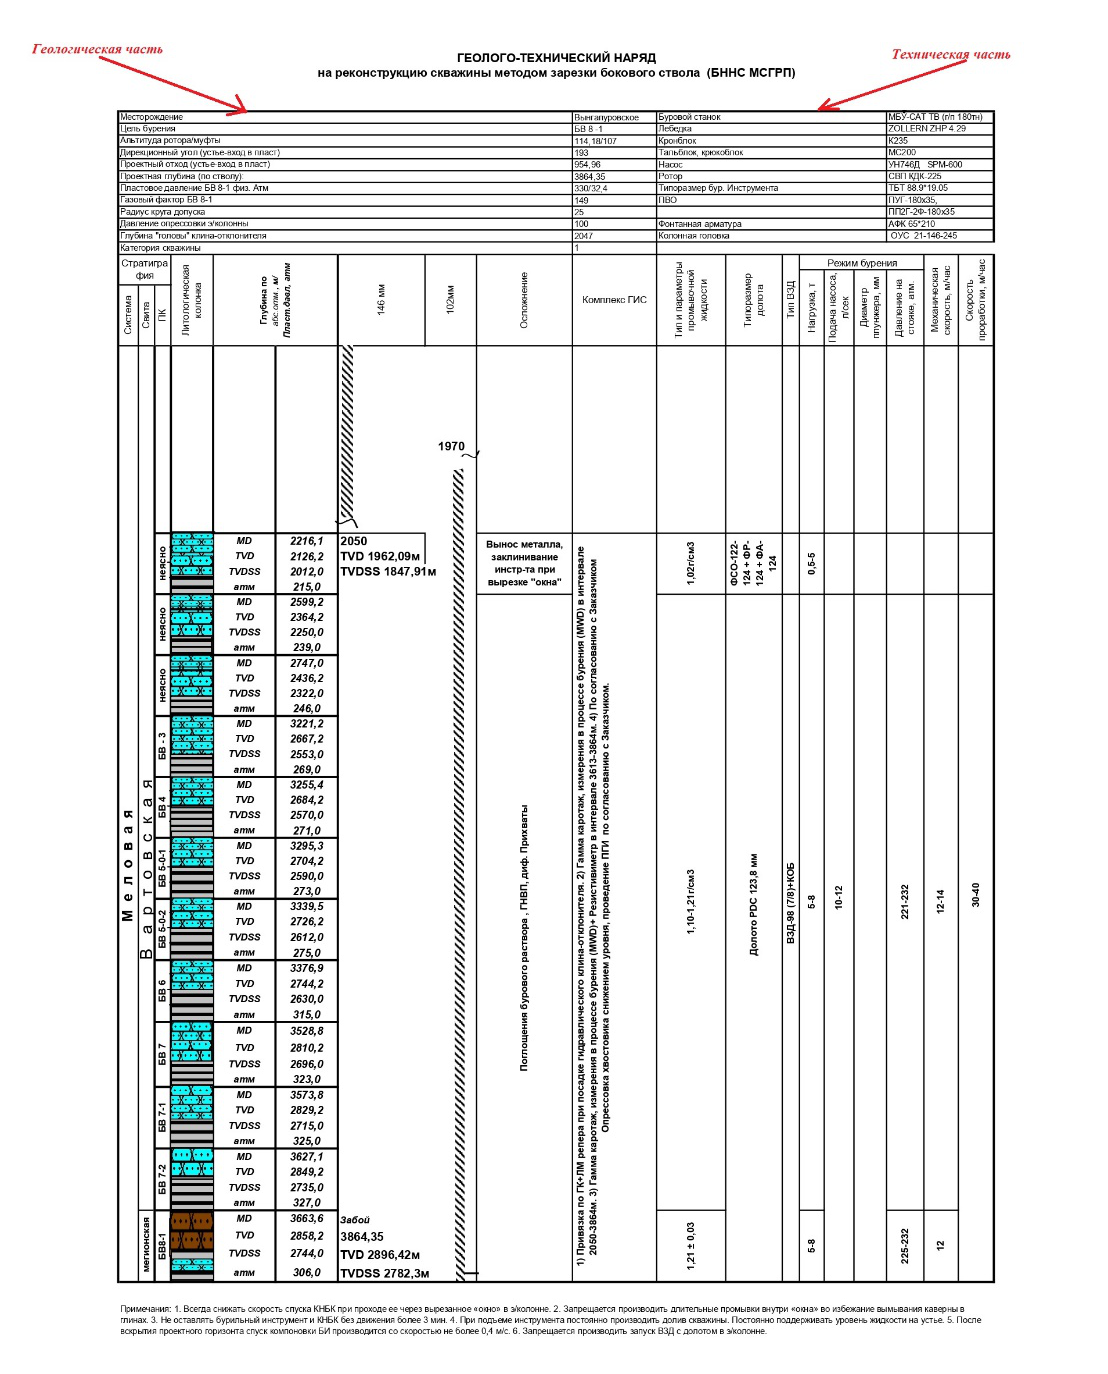 Геологическая часть
Техническая часть
ГЕОЛОГО-ТЕХНИЧЕСКИЙ НАРЯД
на реконструкцию скважины методом зарезки бокового ствола (БННС МСГРП)
Месторождение Вынгапуровское Буровой станок МБУ-САТ ТВ (г/п 180тн)
Цель бурения БВ 8 -1 Лебедка ZOLLERN ZHP 4.29
Альтитуда ротора/муфты 114,18/107 Кронблок К235
Дирекционный угол (устье-вход в пласт) 193 Тальблок, крюкоблок МС200
Проектный отход (устье-вход в пласт) 954,96 Насос УН746Д SPM-600
Проектная глубина (по стволу): 3864,35 Ротор СВП КДК-225
Пластовое давление БВ 8-1 физ. Атм 330/32,4 Типоразмер бур. Инструмента ТБТ 88.9*19.05
Газовый фактор БВ 8-1 149 ПВО ПУГ-180х35,
Радиус круга допуска 25 ПП2Г-2Ф-180х35
Давление опрессовки э/колонны 100 Фонтанная арматура АФК 65*210
Глубина "головы" клина-отклонителя 2047 Колонная головка ОУС 21-146-245
Категория скважины 1
Стратигра
фия
Система
Свита
ПК
Литологическая
колонка
Глубина по
абс.отм., м/
Пласт.давл, атм
146 мм
102мм
Осложнение
Комплекс ГИС
Тип и параметры
промывочной
жидкости
Типоразмер
долота
Тип ВЗД
Режим бурения
Нагрузка, т
Подача насоса,
л/сек
Диаметр
плунжера, мм
Давление на
стояке, атм.
Механическая
скорость, м/час
Скорость
проработки, м/час
1970
Меловая
Вартовская
мегионская
неясно
MD 2216,1
TVD 2126,2
TVDSS 2012,0
атм 215,0
2050
TVD 1962,09м
TVDSS 1847,91м
Вынос металла,
заклинивание
инстр-та при
вырезке "окна"
1,02г/см3
ФСО-122-
124 + ФР-
124 + ФА-
124
0,5-5
неясно
MD 2599,2
TVD 2364,2
TVDSS 2250,0
атм 239,0
неясно
MD 2747,0
TVD 2436,2
TVDSS 2322,0
атм 246,0
БВ - 3
MD 3221,2
TVD 2667,2
TVDSS 2553,0
атм 269,0
БВ 4
MD 3255,4
TVD 2684,2
TVDSS 2570,0
атм 271,0
БВ 5-0-1
MD 3295,3
TVD 2704,2
TVDSS 2590,0
атм 273,0
БВ 5-0-2
MD 3339,5
TVD 2726,2
TVDSS 2612,0
атм 275,0
БВ 6
MD 3376,9
TVD 2744,2
TVDSS 2630,0
атм 315,0
БВ 7
MD 3528,8
TVD 2810,2
TVDSS 2696,0
атм 323,0
БВ 7-1
MD 3573,8
TVD 2829,2
TVDSS 2715,0
атм 325,0
БВ 7-2
MD 3627,1
TVD 2849,2
TVDSS 2735,0
атм 327,0
БВ8-1
MD 3663,6
TVD 2858,2
TVDSS 2744,0
атм 306,0
Забой
3864,35
TVD 2896,42м
TVDSS 2782,3м
Поглощения бурового раствора , ГНВП, диф. Прихваты
1) Привязка по ГК+ЛМ репера при посадке гидравлического клина-отклонителя. 2) Гамма каротаж, измерения в процессе бурения (MWD) в интервале
2050-3864м. 3) Гамма каротаж, измерения в процессе бурения (MWD)+ Резистивиметр в интервале 3613-3864м. 4) По согласованию с Заказчиком
Опрессовка хвостовика снижением уровня, проведение ПГИ по согласованию с Заказчиком.
1,10-1,21г/см3
Долото PDC 123,8 мм
ВЗД-98 (7/8)+КОБ
5-8
10-12
221-232
12-14
30-40
1,21 ± 0,03
5-8
225-232
12
Примечания: 1. Всегда снижать скорость спуска КНБК при проходе ее через вырезанное «окно» в э/колонне. 2. Запрещается производить длительные промывки внутри «окна» во избежание вымывания каверны в
глинах. 3. Не оставлять бурильный инструмент и КНБК без движения более 3 мин. 4. При подъеме инструмента постоянно производить долив скважины. Постоянно поддерживать уровень жидкости на устье. 5. После
вскрытия проектного горизонта спуск компоновки БИ производится со скоростью не более 0,4 м/с. 6. Запрещается производить запуск ВЗД с долотом в э/колонне.